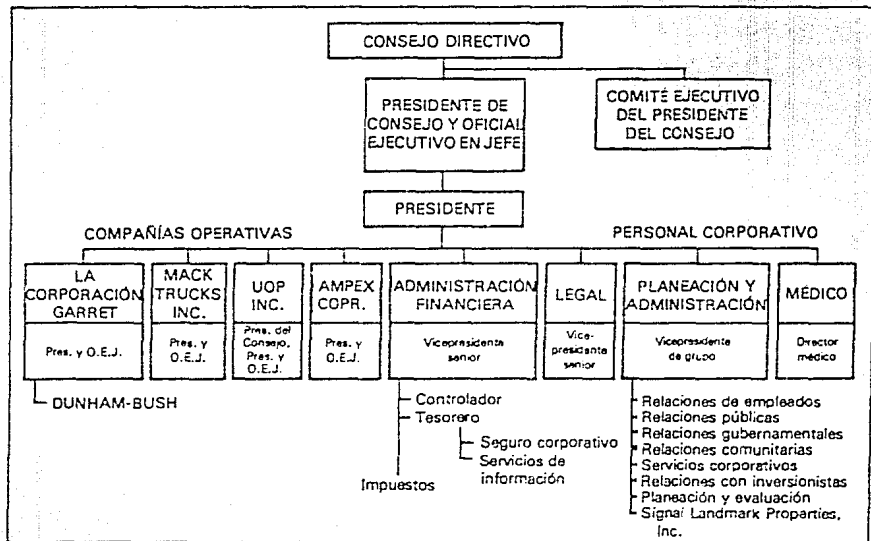 CONSEJO DIRECTIVO
PRESIDENTE DE
CONSEJO Y OFICIAL
EJECUTIVO EN JEFE
COMITÉ EJECUTIVO
DEL PRESIDENTE
DEL CONSEJO
PRESIDENTE
COMPAÑÍAS OPERATIVAS
PERSONAL CORPORATIVO
LA
CORPORACIÓN
GARRET
Pres. y O.E.J.
MACK
TRUCKS
INC.
Pres. y
O.E.J.
UOP
INC.
Pres. del
Consejo,
Pres. y
O.E.J.
AMPEX
COPR.
Pres. y
O.E.J.
ADMINISTRACIÓN
FINANCIERA
Vicepresidente
senior
LEGAL
Vice-
presidente
senior
PLANEACIÓN Y
ADMINISTRACIÓN
Vicepresidente
de grupo
MÉDICO
Director
médico
DUNHAM-BUSH
Controlador
Tesorero
Seguro corporativo
Servicios de
información
Impuestos
Relaciones de empleados
Relaciones públicas
Relaciones gubernamentales
Relaciones comunitarias
Servicios corporativos
Relaciones con inversionistas
Planeación y evaluación
Signal Landmark Properties,
Inc.